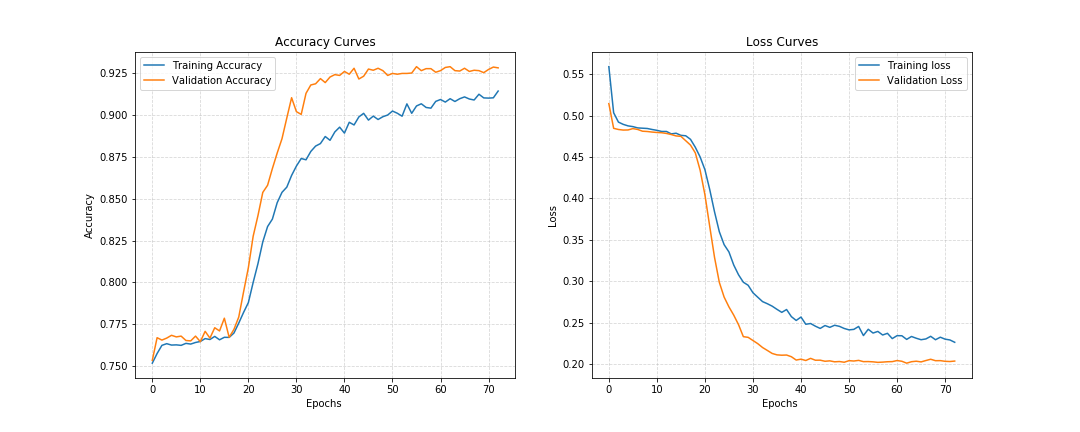 Accuracy Curves
Training Accuracy
Validation Accuracy
0.925
0.900
0.875
0.850
0.825
0.800
0.775
0.750
Accuracy
0 10 20 30 40 50 60 70
Epochs
Loss Curves
Training loss
Validation Loss
0.55
0.50
0.45
0.40
0.35
0.30
0.25
0.20
Loss
0 10 20 30 40 50 60 70
Epochs